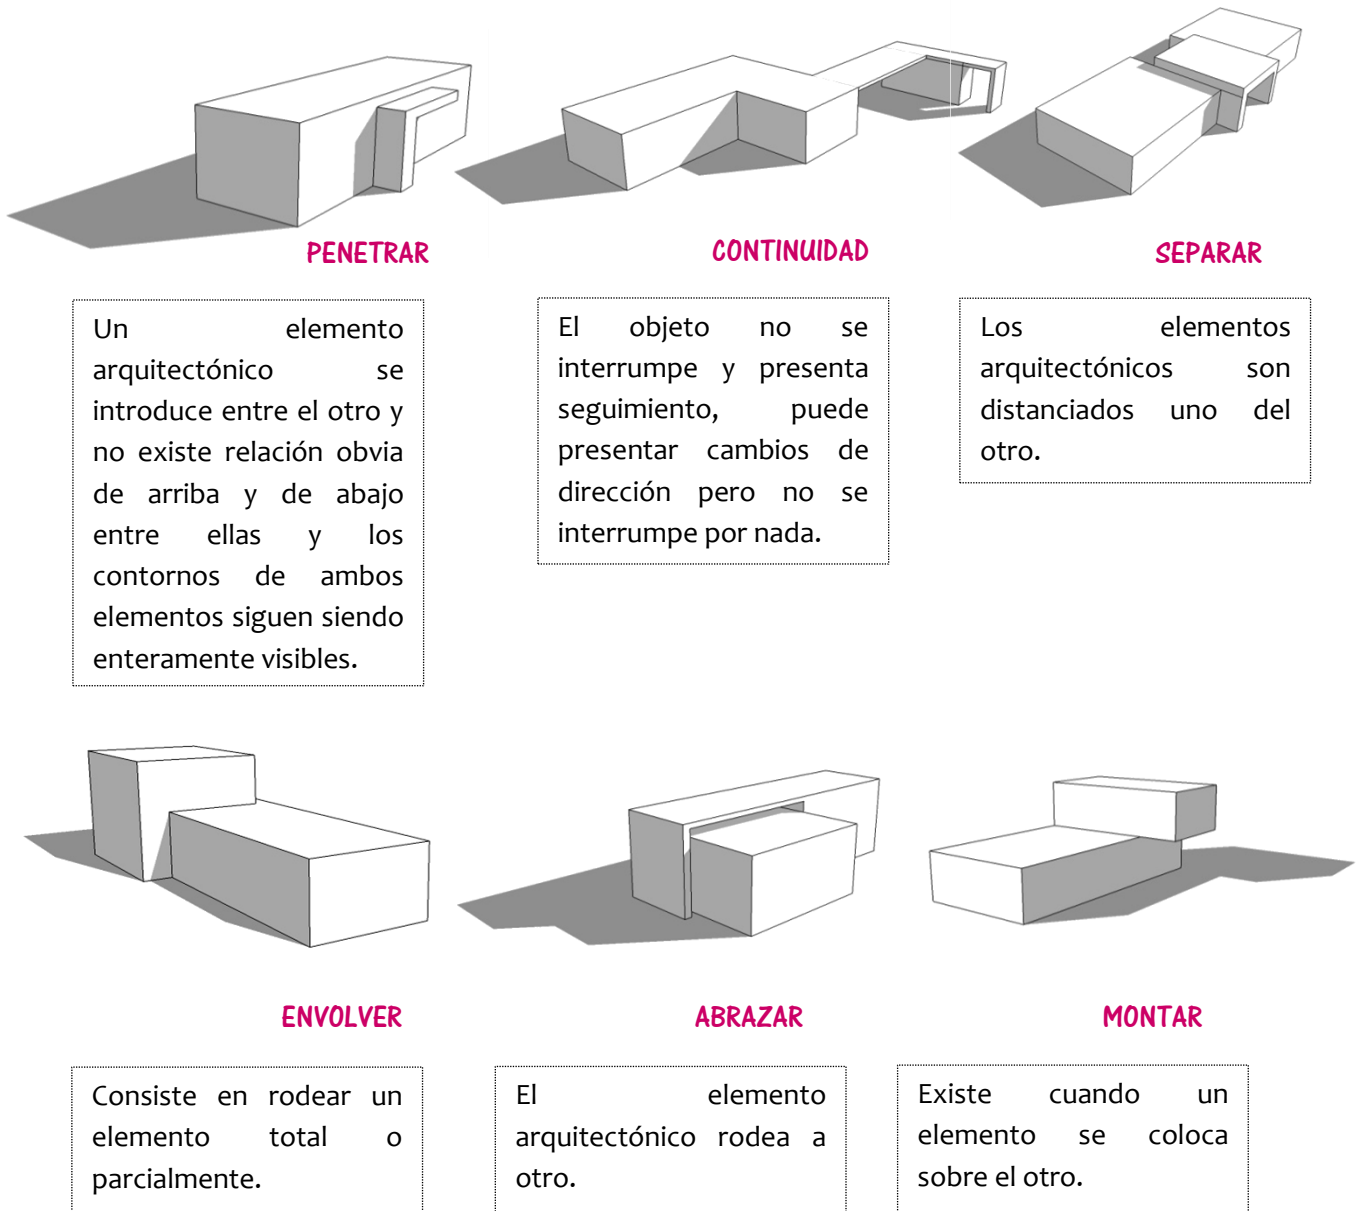 PENETRAR
CONTINUIDAD
SEPARAR
Un elemento
arquitectónico se
introduce entre el otro y
no existe relación obvia
de arriba y de abajo
entre ellas y los
contornos de ambos
elementos siguen siendo
enteramente visibles.
El objeto no se
interrumpe y presenta
seguimiento, puede
presentar cambios de
dirección pero no se
interrumpe por nada.
Los elementos
arquitectónicos son
distanciados uno del
otro.
ENVOLVER
ABRAZAR
MONTAR
Consiste en rodear un
elemento total o
parcialmente.
El elemento
arquitectónico rodea a
otro.
Existe cuando un
elemento se coloca
sobre el otro.